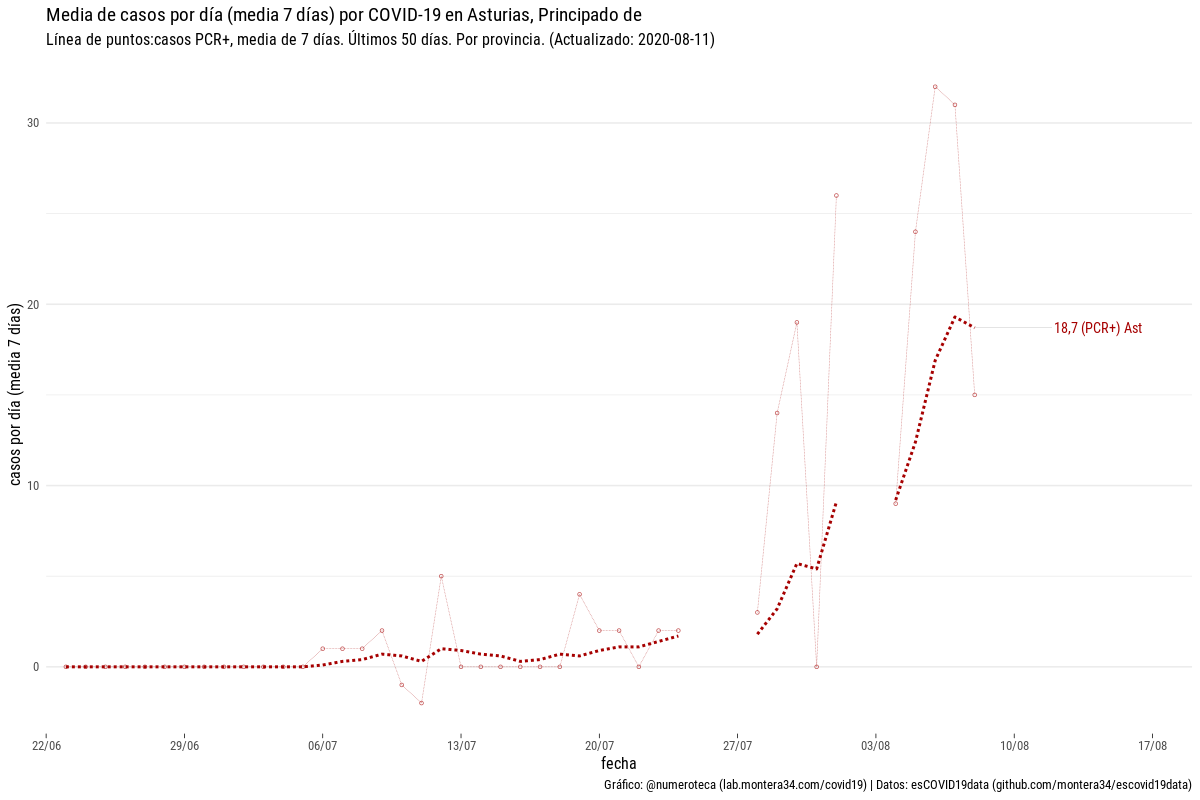 Media de casos por día (media 7 días) por COVID-19 en Asturias, Principado de
Línea de puntos:casos PCR+, media de 7 días. Últimos 50 días. Por provincia. (Actualizado: 2020-08-11)
casos por día (media 7 días)
30
20
10
0
18,7 (PCR+) Ast
22/06
29/06
06/07
13/07
20/07
27/07
03/08
10/08
17/08
fecha
Gráfico: @numeroteca (lab.montera34.com/covid19) | Datos: esCOVID19data (github.com/montera34/escovid19data)